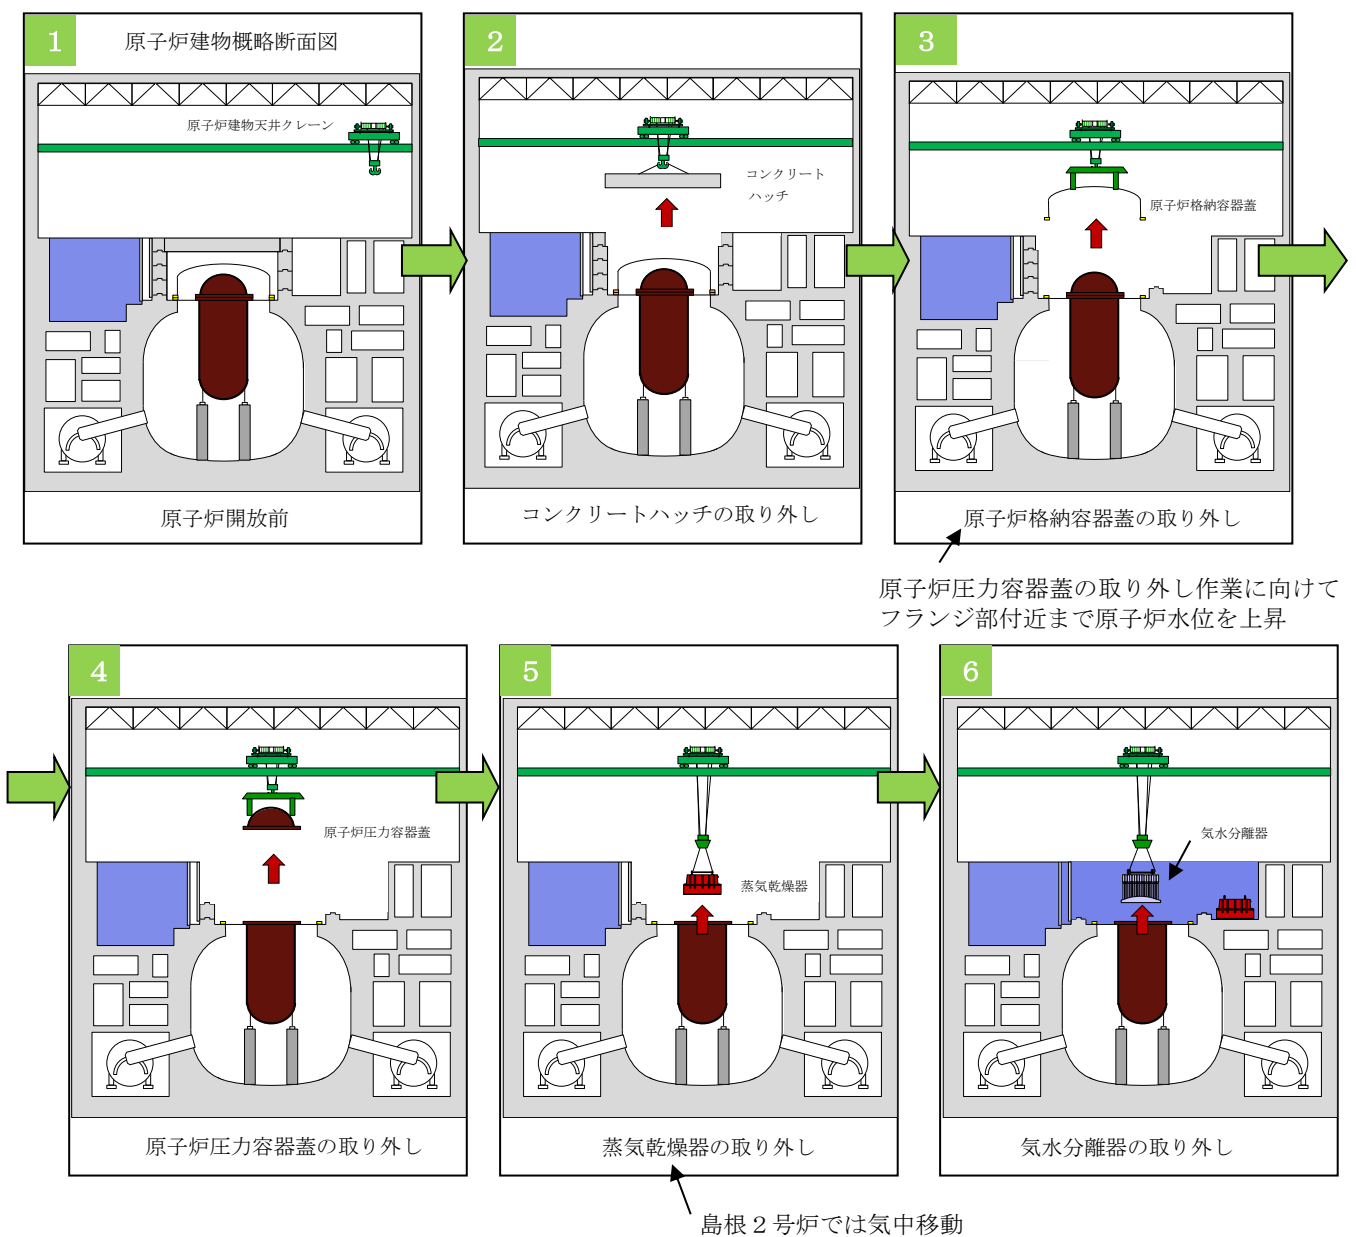 1
原子炉建物概略断面図
原子炉建物天井クレーン
原子炉開放前
2
コンクリート
ハッチ
コンクリートハッチの取り外し
3
原子炉格納容器蓋
原子炉格納容器蓋の取り外し
原子炉圧力容器蓋の取り外し作業に向けて
フランジ部付近まで原子炉水位を上昇
4
原子炉圧力容器蓋
原子炉圧力容器蓋の取り外し
5
蒸気乾燥器
蒸気乾燥器の取り外し
島根２号炉では気中移動
6
気水分離器
気水分離器の取り外し